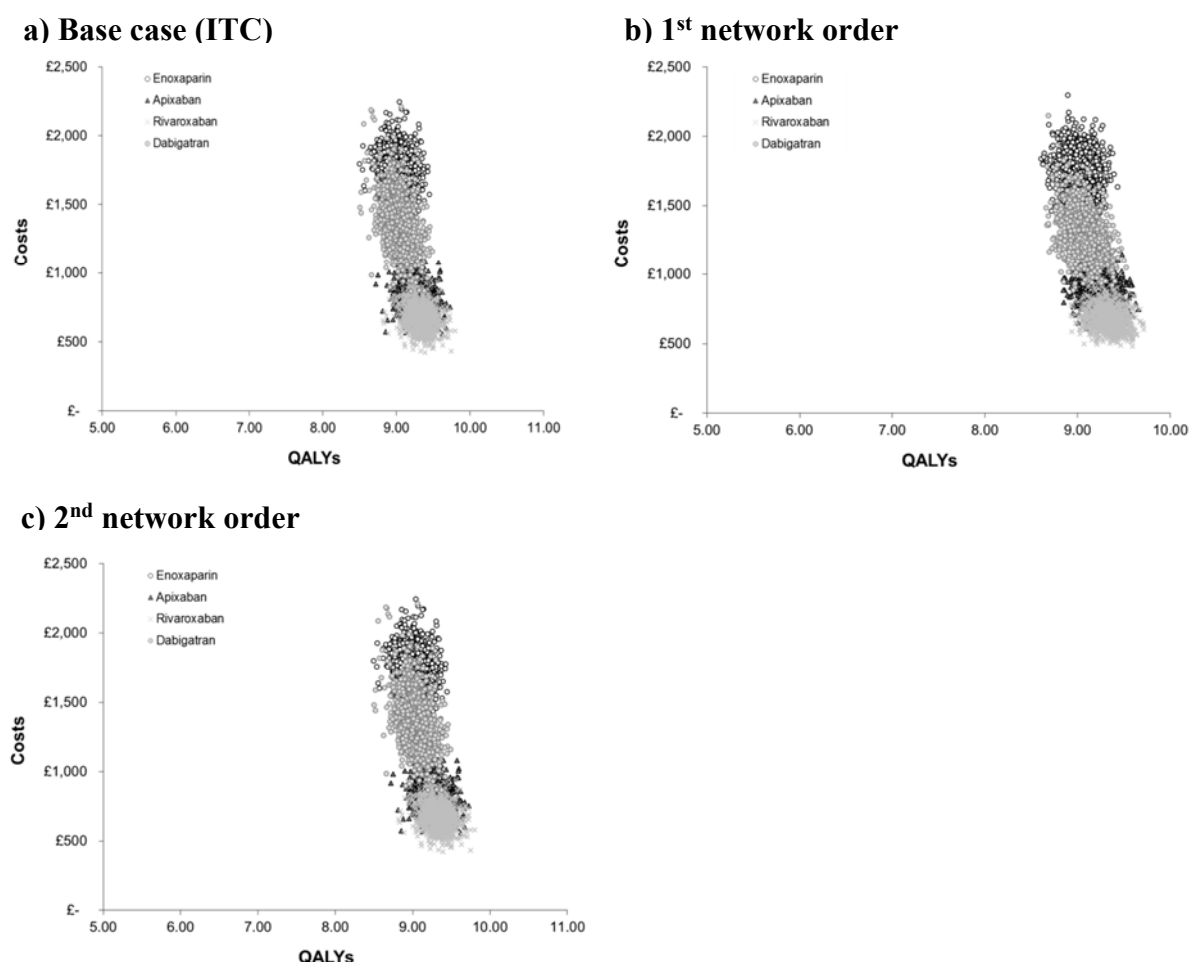 a) Base case (ITC)
£2,500
£2,000
£1,500
£1,000
£500
£-
Costs
Enoxaparin
Apixaban
Rivaroxaban
Dabigatran
5.00 6.00 7.00 8.00 9.00 10.00 11.00
QALYs
b) 1st network order
£2,500
£2,000
£1,500
£1,000
£500
£-
Costs
Enoxaparin
Apixaban
Rivaroxaban
Dabigatran
5.00 6.00 7.00 8.00 9.00 10.00
QALYs
c) 2nd network order
£2,500
£2,000
£1,500
£1,000
£500
£-
Costs
Enoxaparin
Apixaban
Rivaroxaban
Dabigatran
5.00 6.00 7.00 8.00 9.00 10.00 11.00
QALYs